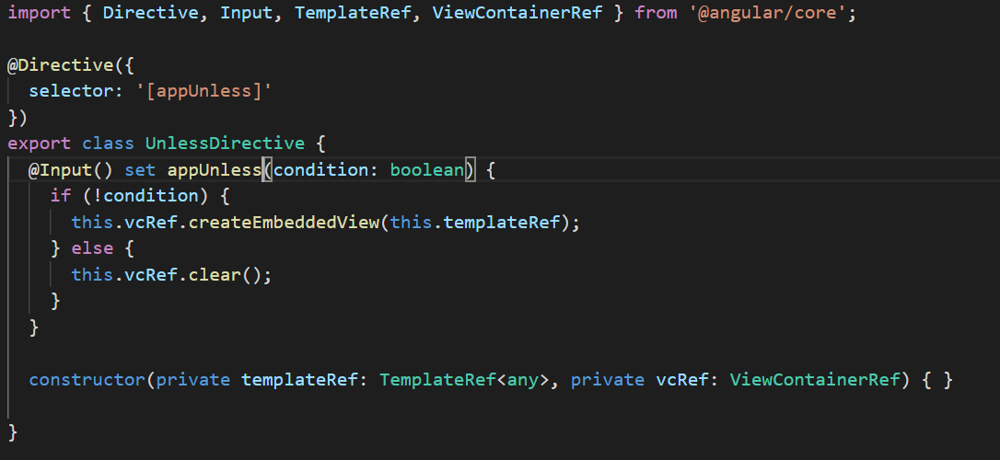 import { Directive, Input, TemplateRef, ViewContainerRef } from '@angular/core';
@Directive({
  selector: '[appUnless]'
})
export class UnlessDirective {
  @Input() set appUnless(condition: boolean) {
    if (!condition) {
      this.vcRef.createEmbeddedView(this.templateRef);
    } else {
      this.vcRef.clear();
    }
  }
  constructor(private templateRef: TemplateRef<any>, private vcRef: ViewContainerRef) { }
}